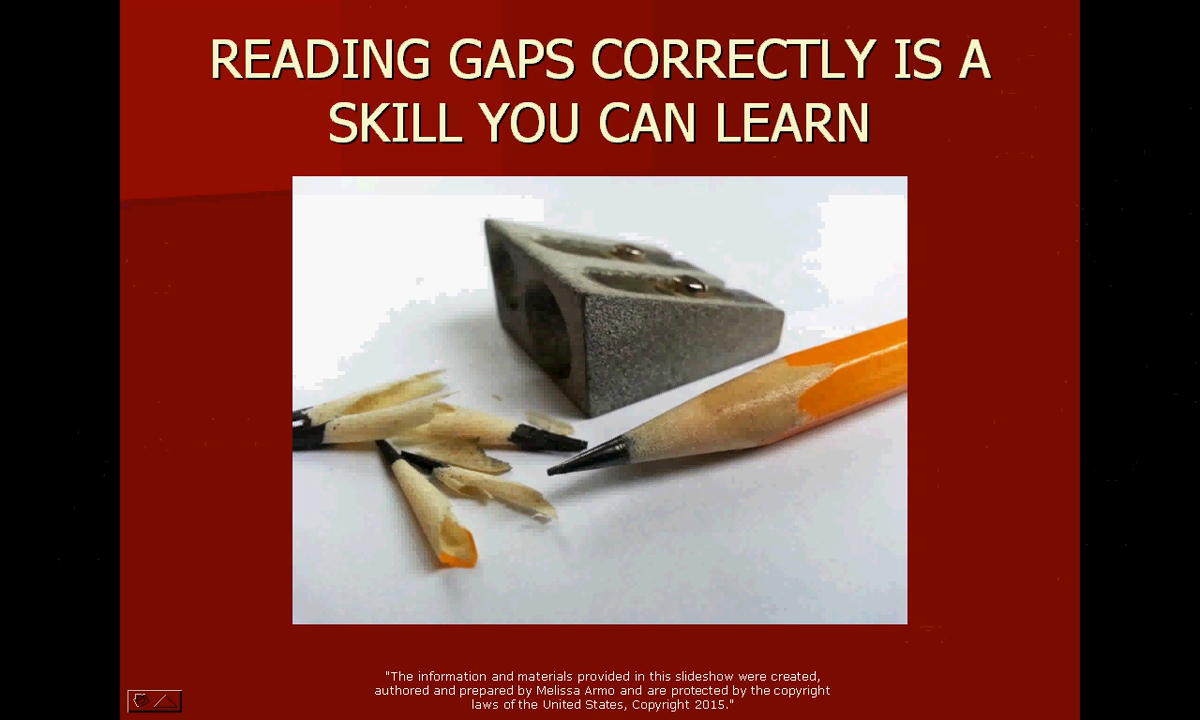 READING GAPS CORRECTLY IS A
SKILL YOU CAN LEARN
"The information and materials provided in this slideshow were created,
authored and prepared by Melissa Armo and are protected by the copyright
laws of the United States, Copyright 2015."